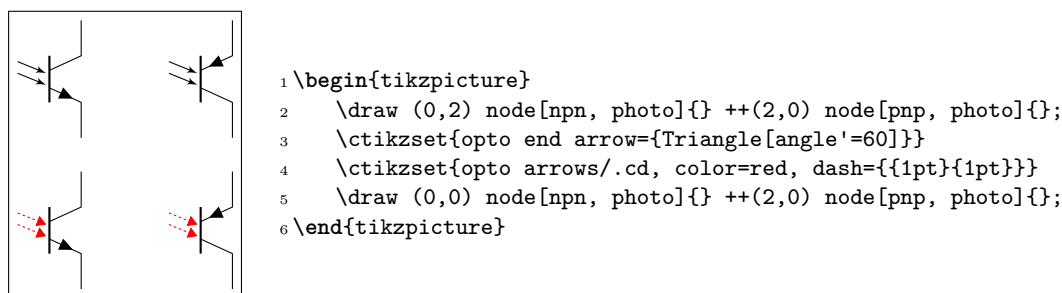 1 \begin{tikzpicture}
2 \draw (0,2) node[npn, photo]{} ++(2,0) node[pnp, photo]{};
3 \ctikzset{opto end arrow={Triangle[angle'=60]}}
4 \ctikzset{opto arrows/.cd, color=red, dash={{1pt}{1pt}}}
5 \draw (0,0) node[npn, photo]{} ++(2,0) node[pnp, photo]{};
6 \end{tikzpicture}